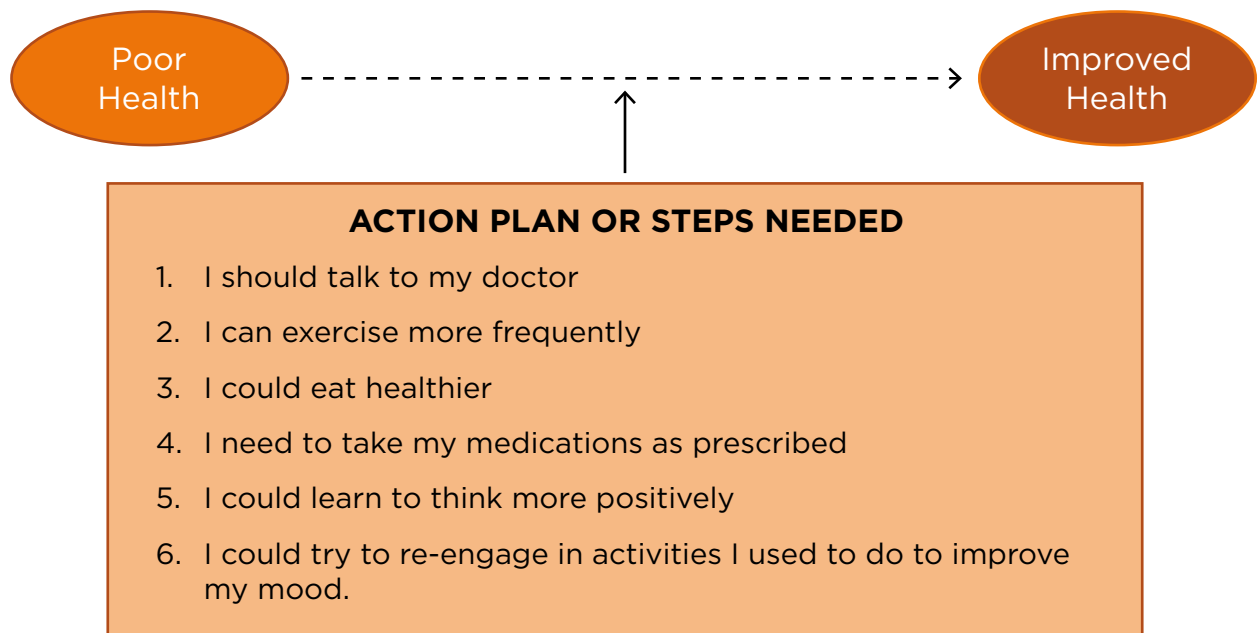 Poor
Health
Improved
Health
ACTION PLAN OR STEPS NEEDED
1. I should talk to my doctor
2. I can exercise more frequently
3. I could eat healthier
4. I need to take my medications as prescribed
5. I could learn to think more positively
6. I could try to re-engage in activities I used to do to improve
my mood.